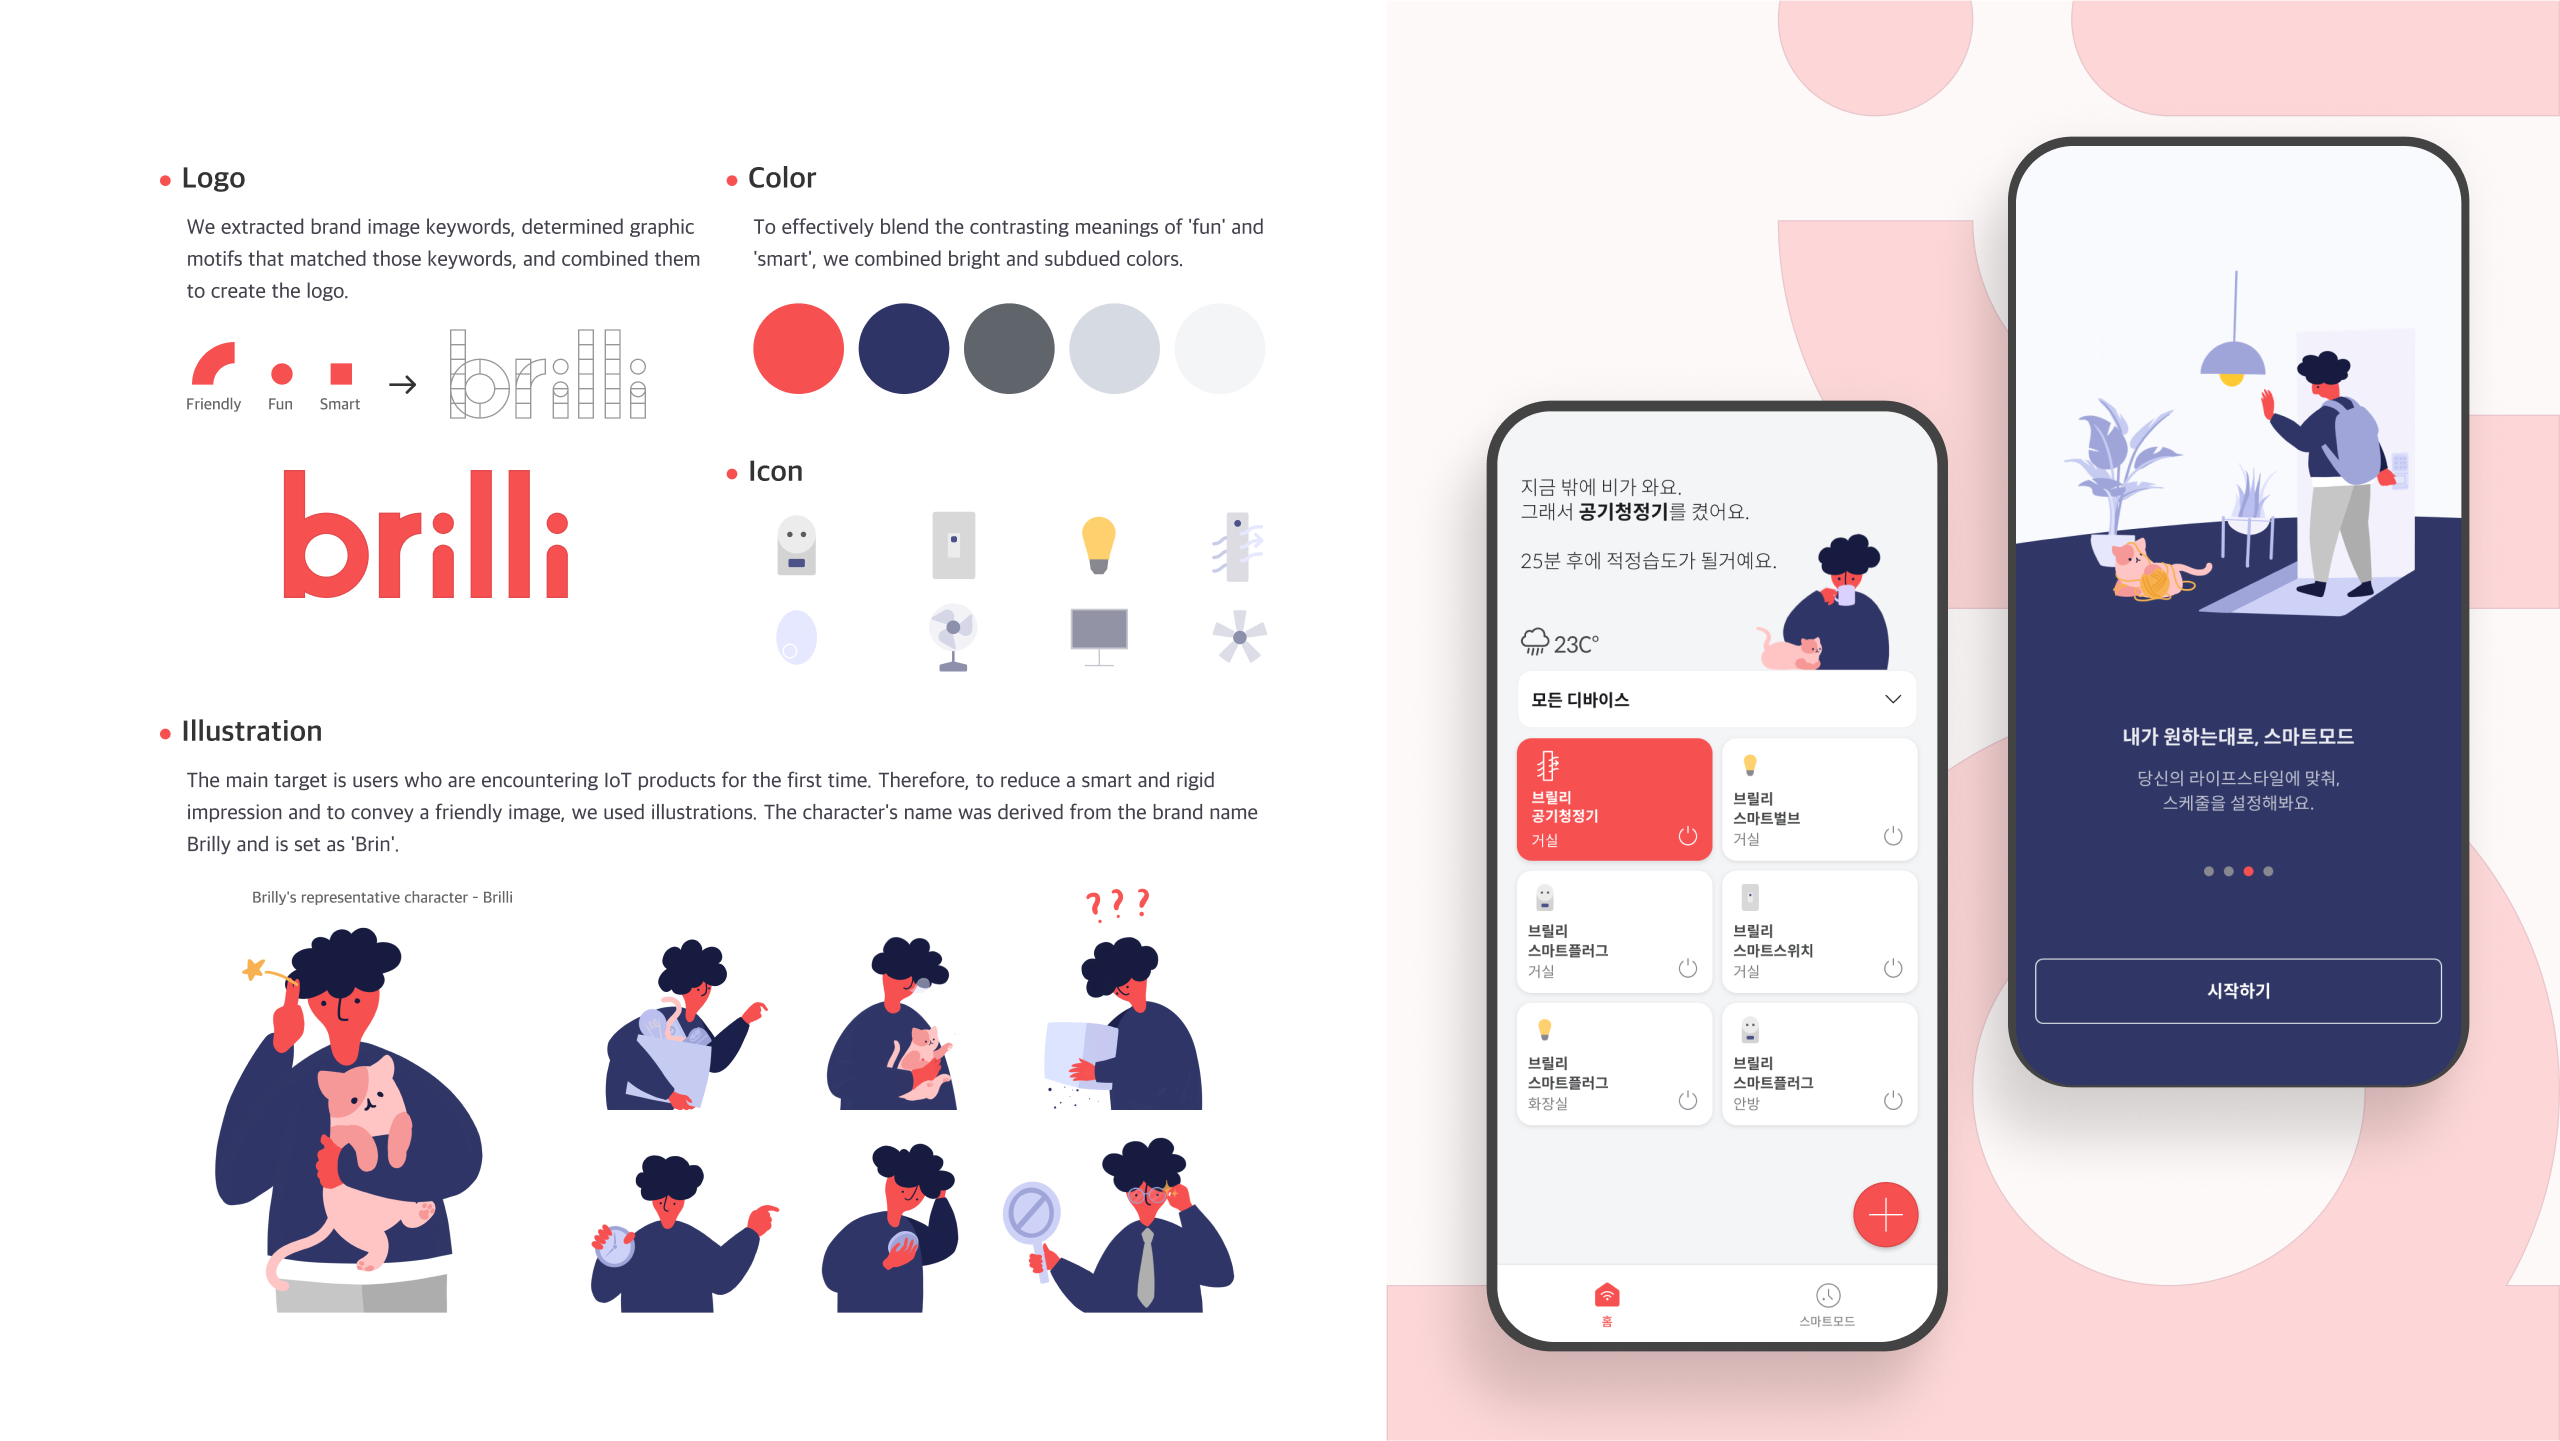 Logo
We extracted brand image keywords, determined graphic
motifs that matched those keywords, and combined them
to create the logo.
Friendly
Fun
Smart
brilli
brilli
Color
To effectively blend the contrasting meanings of 'fun' and
'smart', we combined bright and subdued colors.
Icon
Illustration
The main target is users who are encountering IoT products for the first time. Therefore, to reduce a smart and rigid
impression and to convey a friendly image, we used illustrations. The character's name was derived from the brand name
Brilly and is set as 'Brin'.
Brilly's representative character - Brilli
? ? ?
지금 밖에 비가 와요.
그래서 공기청정기를 켰어요.
25분 후에 적정습도가 될거예요.
23C°
모든 디바이스
브릴리
공기청정기
거실
브릴리
스마트벌브
거실
브릴리
스마트플러그
거실
브릴리
스마트스위치
거실
브릴리
스마트플러그
화장실
브릴리
스마트플러그
안방
홈
스마트모드
내가 원하는대로, 스마트모드
당신의 라이프스타일에 맞춰,
스케줄을 설정해봐요.
시작하기